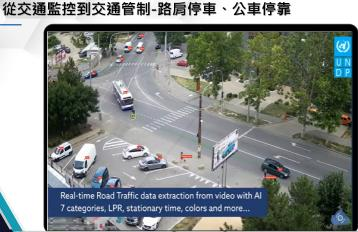 從交通監控到交通管制-路肩停車、公車停靠
U N
D P
Real-time Road Traffic data extraction from video with AI
7 categories, LPR, stationary time, colors and more...